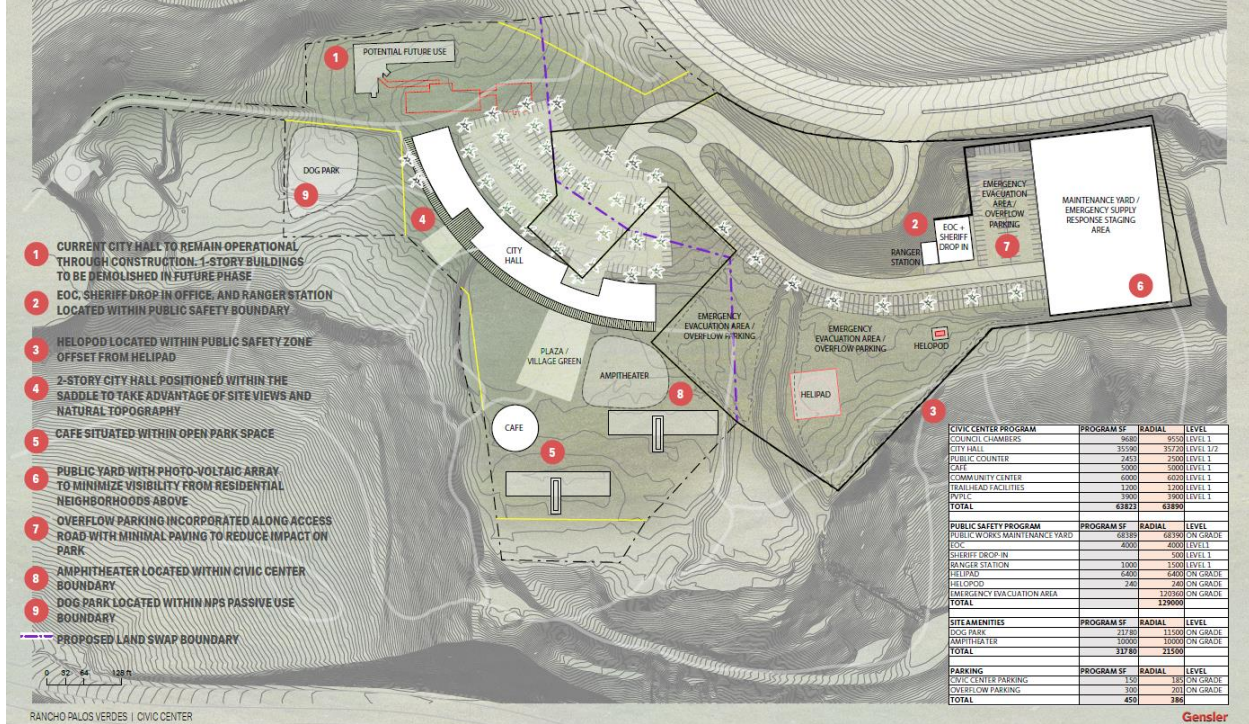 1
POTENTIAL FUTURE USE
DOG PARK
9
4
CITY
HALL
2
EOC +
SHERIFF
DROP IN
RANGER
STATION
EMERGENCY
EVACUATION
AREA /
OVERFLOW
PARKING
7
MAINTENANCE YARD /
EMERGENCY SUPPLY
RESPONSE STAGING
AREA
6
EMERGENCY
EVACUATION AREA /
OVERFLOW PARKING
EMERGENCY
EVACUATION AREA /
OVERFLOW PARKING
HELOPOD
PLAZA /
VILLAGE GREEN
AMPITHEATER
8
HELIPAD
3
CAFE
5
1 CURRENT CITY HALL TO REMAIN OPERATIONAL
THROUGH CONSTRUCTION. 1-STORY BUILDINGS
TO BE DEMOLISHED IN FUTURE PHASE
2 EOC, SHERIFF DROP IN OFFICE, AND RANGER STATION
LOCATED WITHIN PUBLIC SAFETY BOUNDARY
3 HELOPOD LOCATED WITHIN PUBLIC SAFETY ZONE
OFFSET FROM HELIPAD
4 2-STORY CITY HALL POSITIONED WITHIN THE
SADDLE TO TAKE ADVANTAGE OF SITE VIEWS AND
NATURAL TOPOGRAPHY
5 CAFE SITUATED WITHIN OPEN PARK SPACE
6 PUBLIC YARD WITH PHOTO-VOLTAIC ARRAY
TO MINIMIZE VISIBILITY FROM RESIDENTIAL
NEIGHBORHOODS ABOVE
7 OVERFLOW PARKING INCORPORATED ALONG ACCESS
ROAD WITH MINIMAL PAVING TO REDUCE IMPACT ON
PARK
8 AMPHITHEATER LOCATED WITHIN CIVIC CENTER
BOUNDARY
9 DOG PARK LOCATED WITHIN NPS PASSIVE USE
BOUNDARY
PROPOSED LAND SWAP BOUNDARY
0 32 64 128 ft
RANCHO PALOS VERDES | CIVIC CENTER
CIVIC CENTER PROGRAM PROGRAM SF RADIAL LEVEL
COUNCIL CHAMBERS 9680 9550 LEVEL 1
CITY HALL 35590 35720 LEVEL 1/2
PUBLIC COUNTER 2453 2500 LEVEL 1
CAFÉ 5000 5000 LEVEL 1
COMMUNITY CENTER 6000 6020 LEVEL 1
TRAILHEAD FACILITIES 1200 1200 LEVEL 1
PVPLC 3900 3900 LEVEL 1
TOTAL 63823 63890
PUBLIC SAFETY PROGRAM PROGRAM SF RADIAL LEVEL
PUBLIC WORKS MAINTENANCE YARD 68389 68390 ON GRADE
EOC 4000 4000 LEVEL1
SHERIFF DROP-IN 500 LEVEL 1
RANGER STATION 1000 1500 LEVEL 1
HELIPAD 6400 6400 ON GRADE
HELOPOD 240 240 ON GRADE
EMERGENCY EVACUATION AREA 120360 ON GRADE
TOTAL 129000
SITE AMENITIES PROGRAM SF RADIAL LEVEL
DOG PARK 21780 11500 ON GRADE
AMPITHEATER 10000 10000 ON GRADE
TOTAL 31780 21500
PARKING PROGRAM SF RADIAL LEVEL
CIVIC CENTER PARKING 150 185 ON GRADE
OVERFLOW PARKING 300 201 ON GRADE
TOTAL 450 386
Gensler